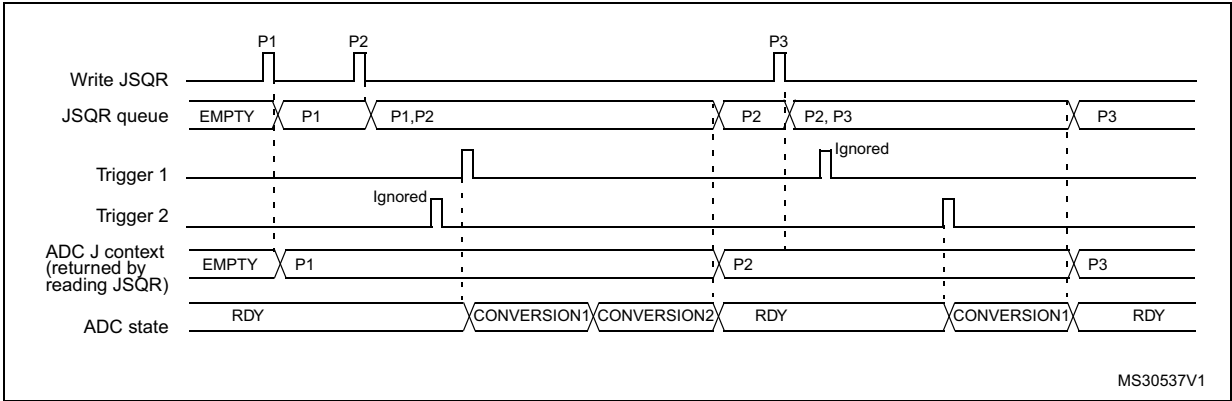 P1 P2 P3
Write JSQR
JSQR queue EMPTY P1 P1,P2 P2 P2, P3 P3
Trigger 1 Ignored
Trigger 2 Ignored
ADC J context
(returned by
reading JSQR)
EMPTY P1 P2 P3
ADC state RDY CONVERSION1 CONVERSION2 RDY CONVERSION1 RDY
MS30537V1